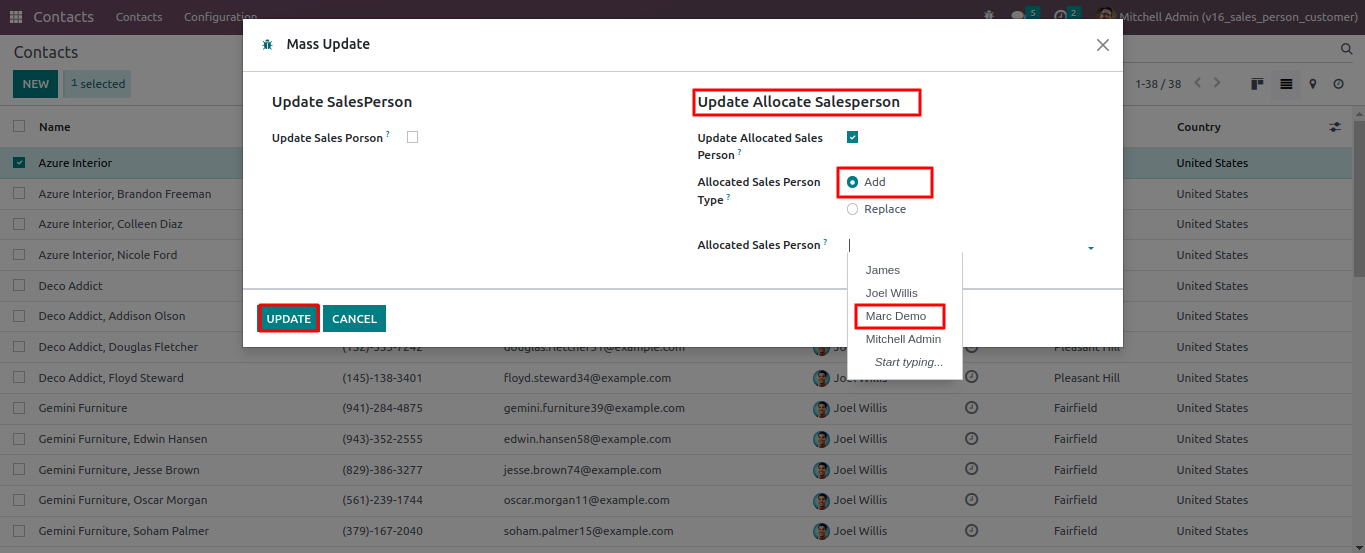 Contacts Contacts Configuration 5 2 Mitchell Admin (v16_sales_person_customer)
Contacts
NEW 1 selected 1-38 / 38
Mass Update
Update SalesPerson
Update Sales Porson ?
Update Allocate Salesperson
Update Allocated Sales
Person ?
Allocated Sales Person
Type ?
Add
Replace
Allocated Sales Person ?
James
Joel Willis
Marc Demo
Mitchell Admin
Start typing...
UPDATE CANCEL
Name Country
Azure Interior United States
Azure Interior, Brandon Freeman United States
Azure Interior, Colleen Diaz United States
Azure Interior, Nicole Ford United States
Deco Addict United States
Deco Addict, Addison Olson United States
Deco Addict, Douglas Fletcher United States
Deco Addict, Floyd Steward (145)-138-3401 floyd.steward34@example.com Joel Willis Pleasant Hill United States
Gemini Furniture (941)-284-4875 gemini.furniture39@example.com Joel Willis Fairfield United States
Gemini Furniture, Edwin Hansen (943)-352-2555 edwin.hansen58@example.com Joel Willis Fairfield United States
Gemini Furniture, Jesse Brown (829)-386-3277 jesse.brown74@example.com Joel Willis Fairfield United States
Gemini Furniture, Oscar Morgan (561)-239-1744 oscar.morgan11@example.com Joel Willis Fairfield United States
Gemini Furniture, Soham Palmer (379)-167-2040 soham.palmer15@example.com Joel Willis Fairfield United States